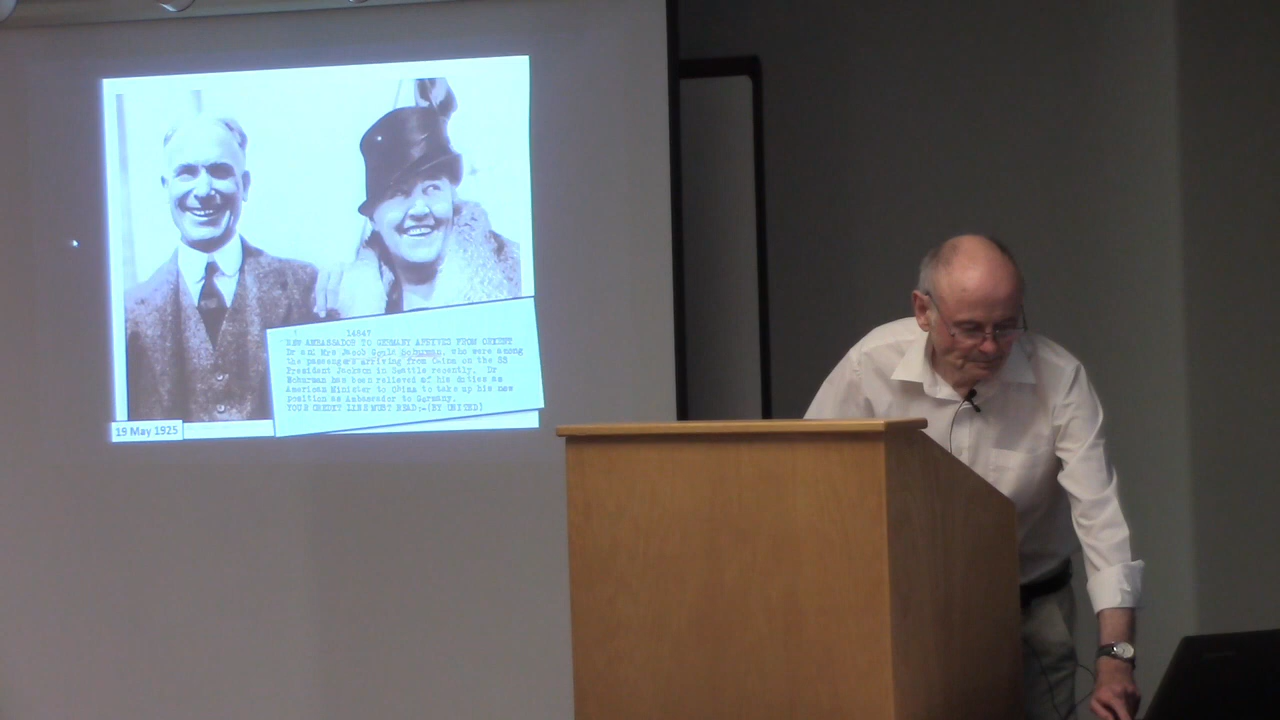 14847
NEW AMBASSADOR TO GERMANY ARRIVES FROM ORIENT
Dr and Mrs Jacob Gould Schurman, who were among
the passengers arriving from China on the SS
President Jackson in Seattle recently. Dr
Schurman has been relieved of his duties as
American Minister to China to take up his new
position as Ambassador to Germany.
YOUR CREDIT LINE MUST READ;-(BY UNITED)
19 May 1925